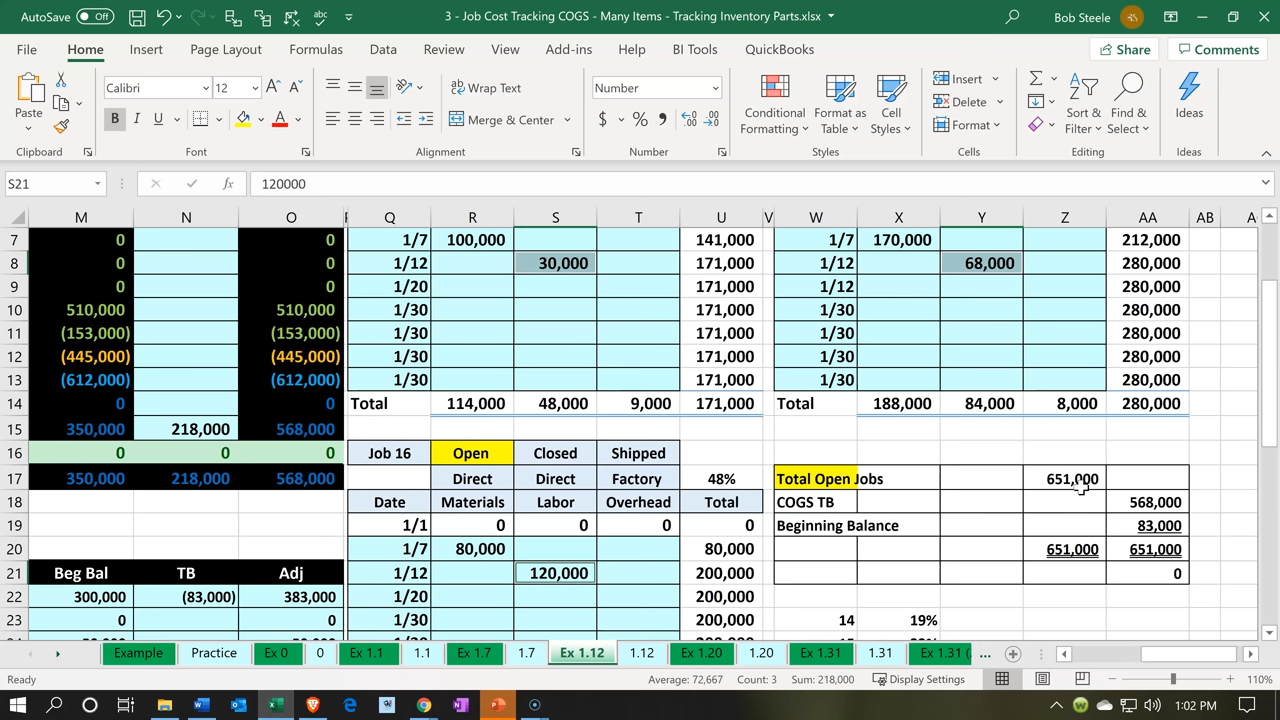 AutoSave Off 3 - Job Cost Tracking COGS - Many Items - Tracking Inventory Parts.xlsx Bob Steele
File Home Insert Page Layout Formulas Data Review View Add-ins Help BI Tools QuickBooks Share Comments
Paste Calibri 12 Wrap Text Number Conditional Formatting Format as Table Cell Styles Insert Sort & Filter Find & Select Ideas
B I U Merge & Center $ % Delete
Format
Clipboard Font Alignment Number Styles Cells Editing Ideas
S21 fx 120000
M N O Q R S T U V W X Y Z AA AB
7 0 0 1/7 100,000 141,000 1/7 170,000 212,000
8 0 0 1/12 30,000 171,000 1/12 68,000 280,000
9 0 0 1/20 171,000 1/12 280,000
10 510,000 510,000 1/30 171,000 1/30 280,000
11 (153,000) (153,000) 1/30 171,000 1/30 280,000
12 (445,000) (445,000) 1/30 171,000 1/30 280,000
13 (612,000) (612,000) 1/30 171,000 1/30 280,000
14 0 0 Total 114,000 48,000 9,000 171,000 Total 188,000 84,000 8,000 280,000
15 350,000 218,000 568,000
16 0 0 0 Job 16 Open Closed Shipped
17 350,000 218,000 568,000 Direct Direct Factory 48% Total Open Jobs 651,000
18 Date Materials Labor Overhead Total COGS TB 568,000
19 1/1 0 0 0 0 Beginning Balance 83,000
20 1/7 80,000 80,000 651,000 651,000
21 Beg Bal TB Adj 1/12 120,000 200,000 0
22 300,000 (83,000) 383,000 1/20 200,000
23 0 0 1/30 200,000 14 19%
Example Practice Ex 0 0 Ex 1.1 1.1 Ex 1.7 1.7 Ex 1.12 1.12 Ex 1.20 1.20 Ex 1.31 1.31 Ex 1.31 ( ...
Ready Average: 72,667 Count: 3 Sum: 218,000 Display Settings 110%
1:02 PM